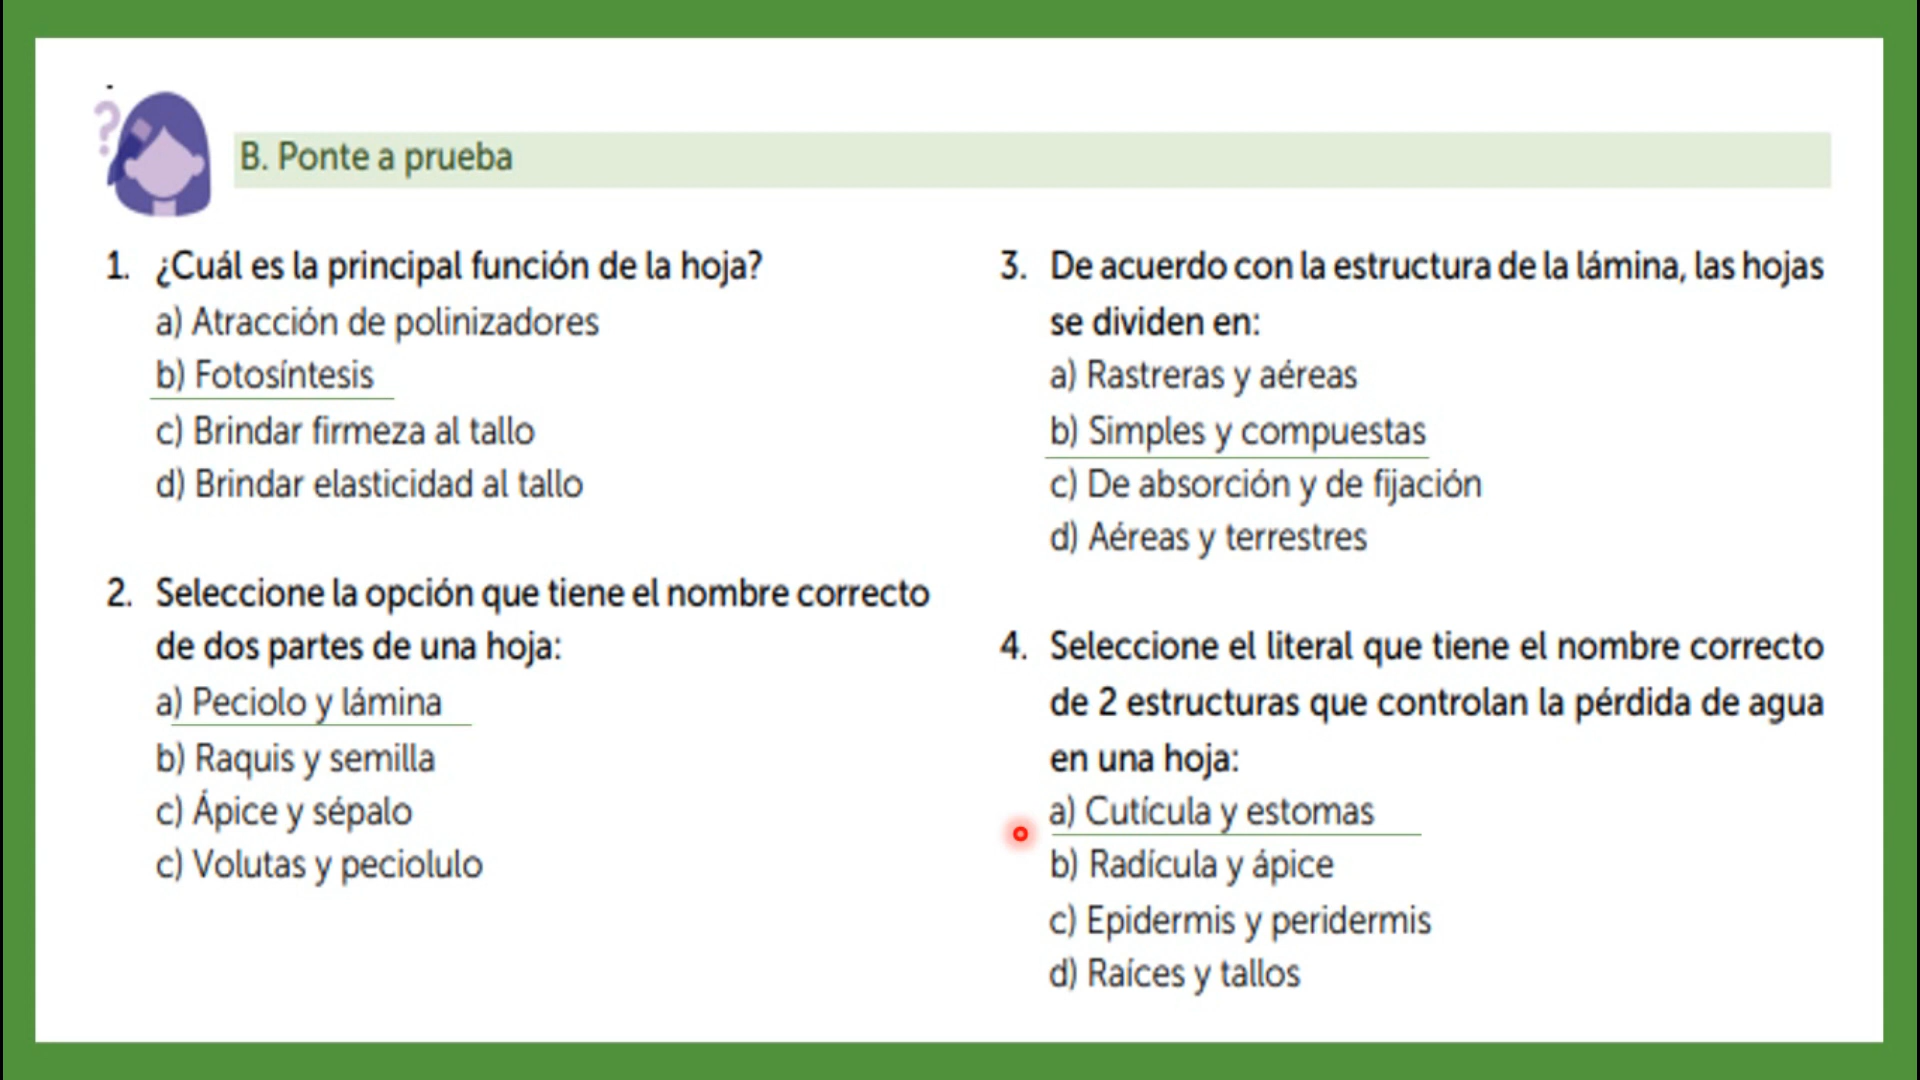 ?
B. Ponte a prueba
1. ¿Cuál es la principal función de la hoja?
a) Atracción de polinizadores
b) Fotosíntesis
c) Brindar firmeza al tallo
d) Brindar elasticidad al tallo
2. Seleccione la opción que tiene el nombre correcto
de dos partes de una hoja:
a) Peciolo y lámina
b) Raquis y semilla
c) Ápice y sépalo
c) Volutas y peciolulo
3. De acuerdo con la estructura de la lámina, las hojas
se dividen en:
a) Rastreras y aéreas
b) Simples y compuestas
c) De absorción y de fijación
d) Aéreas y terrestres
4. Seleccione el literal que tiene el nombre correcto
de 2 estructuras que controlan la pérdida de agua
en una hoja:
a) Cutícula y estomas
b) Radícula y ápice
c) Epidermis y peridermis
d) Raíces y tallos